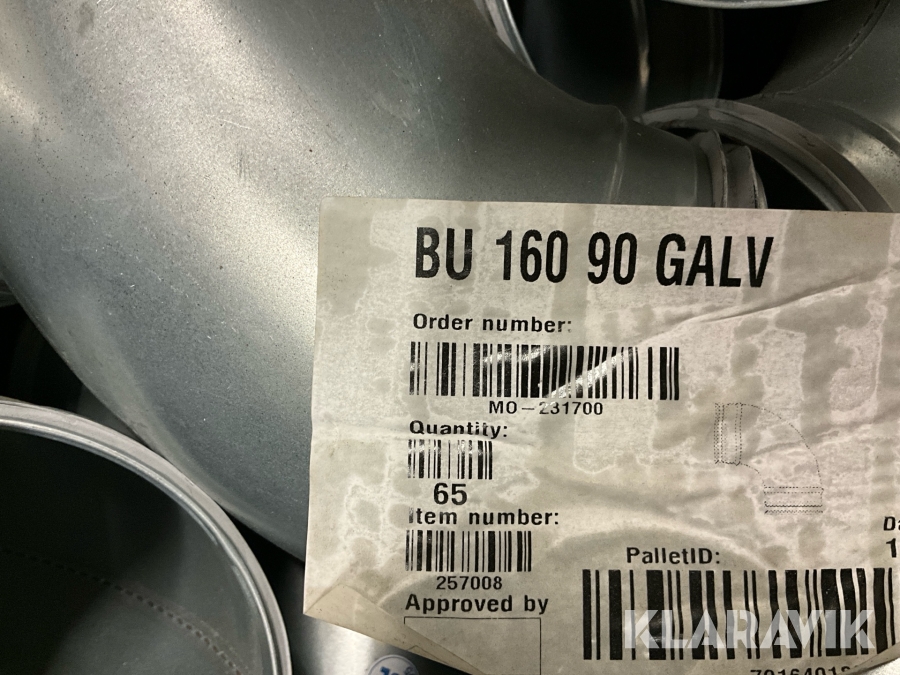 BU 160 90 GALV
Order number:
MO-231700
Quantity:
65
Item number:
257008
PalletID:
Approved by
KLARAVIK